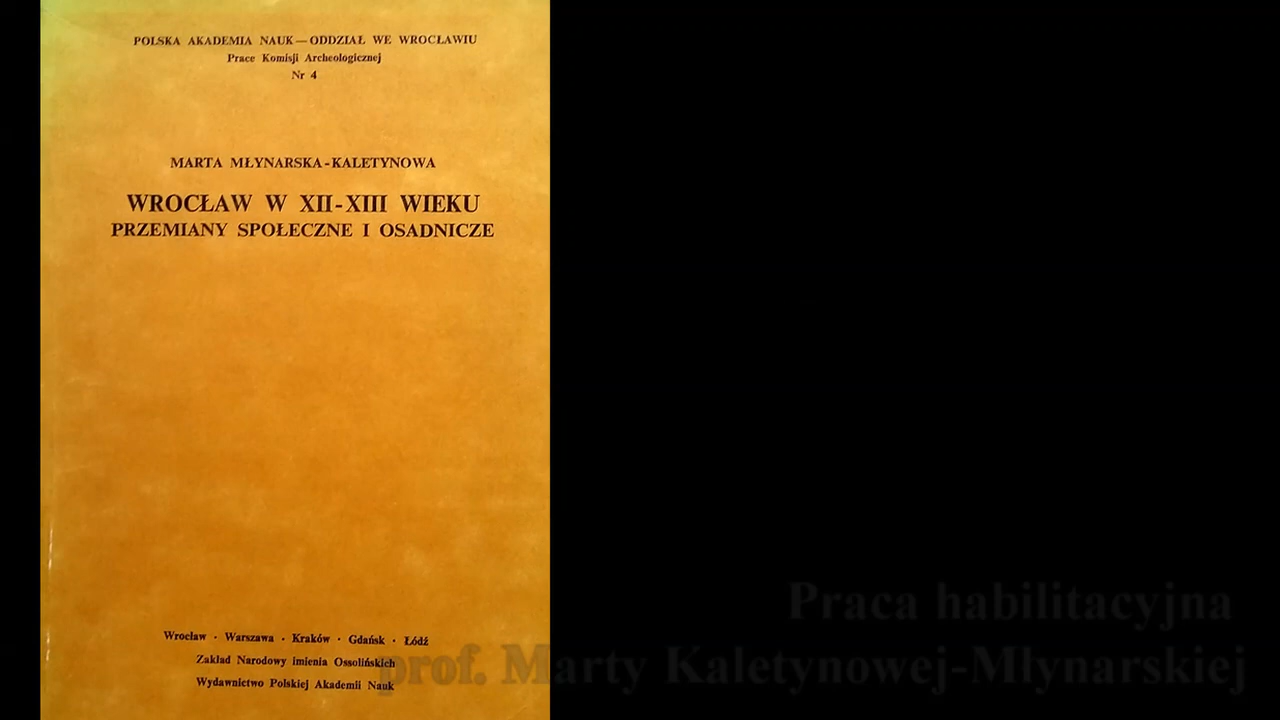 POLSKA AKADEMIA NAUK — ODDZIAŁ WE WROCŁAWIU
Prace Komisji Archeologicznej
Nr 4
MARTA MŁYNARSKA-KALETYNOWA
WROCŁAW W XII-XIII WIEKU
PRZEMIANY SPOŁECZNE I OSADNICZE
Wrocław · Warszawa · Kraków · Gdańsk · Łódź
Zakład Narodowy imienia Ossolińskich
Wydawnictwo Polskiej Akademii Nauk
Praca habilitacyjna
prof. Marty Kaletynowej-Młynarskiej